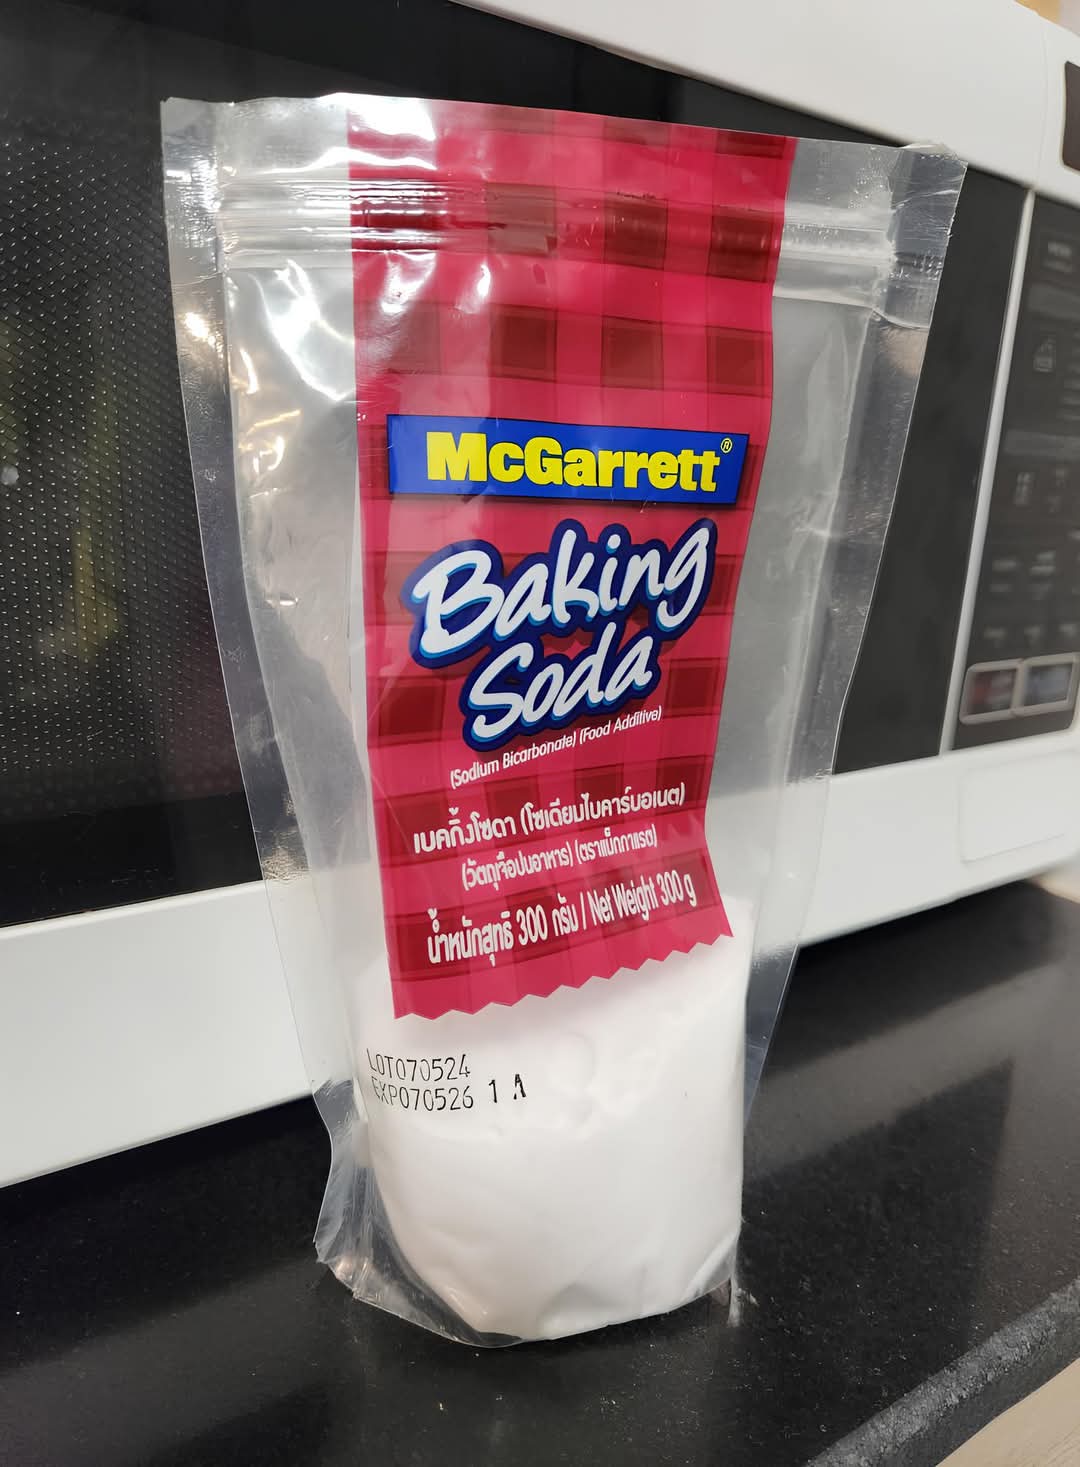 McGarrett®
Baking
Soda
(Sodium Bicarbonate) (Food Additive)
เบคกิ้งโซดา (โซเดียมไบคาร์บอเนต)
(วัตถุเจือปนอาหาร) (ตราแม็กกาแรต)
น้ำหนักสุทธิ 300 กรัม / Net Weight 300 g
LOT070524
EXP070526 1 A